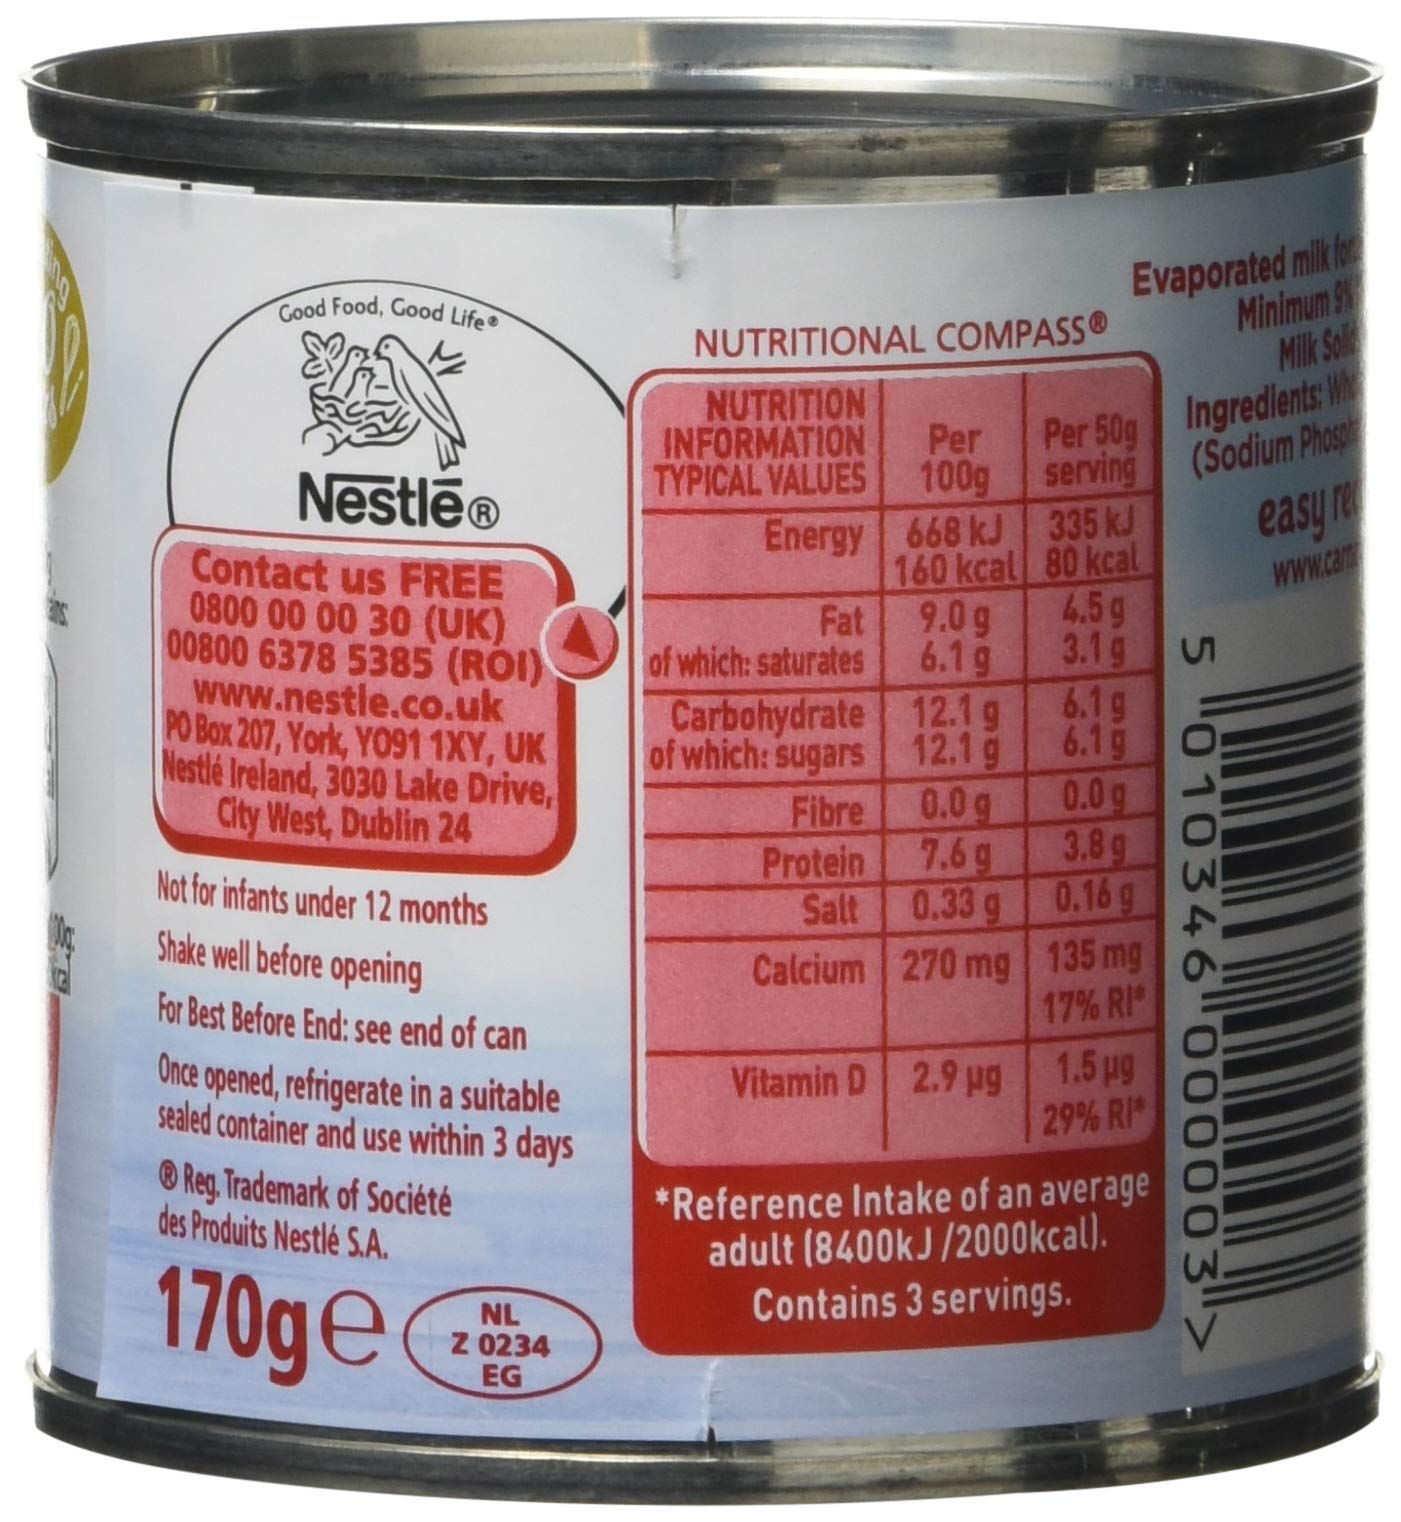 Good Food, Good Life®
Nestlé®
Contact us FREE
0800 00 00 30 (UK)
00800 6378 5385 (ROI)
www.nestle.co.uk
PO Box 207, York, YO91 1XY, UK
Nestlé Ireland, 3030 Lake Drive,
City West, Dublin 24
Not for infants under 12 months
Shake well before opening
For Best Before End: see end of can
Once opened, refrigerate in a suitable
sealed container and use within 3 days
® Reg. Trademark of Société
des Produits Nestlé S.A.
170g e
NL
Z 0234
EG
NUTRITIONAL COMPASS®
NUTRITION
INFORMATION Per Per 50g
TYPICAL VALUES 100g serving
Energy 668 kJ 335 kJ
160 kcal 80 kcal
Fat 9.0 g 4.5 g
of which: saturates 6.1 g 3.1 g
Carbohydrate 12.1 g 6.1 g
of which: sugars 12.1 g 6.1 g
Fibre 0.0 g 0.0 g
Protein 7.6 g 3.8 g
Salt 0.33 g 0.16 g
Calcium 270 mg 135 mg
17% RI*
Vitamin D 2.9 µg 1.5 µg
29% RI*
*Reference Intake of an average
adult (8400kJ/2000kcal).
Contains 3 servings.
Evaporated milk
Minimum 9%
Milk
Ingredients:
(Sodium
easy
5 010346 000003 >